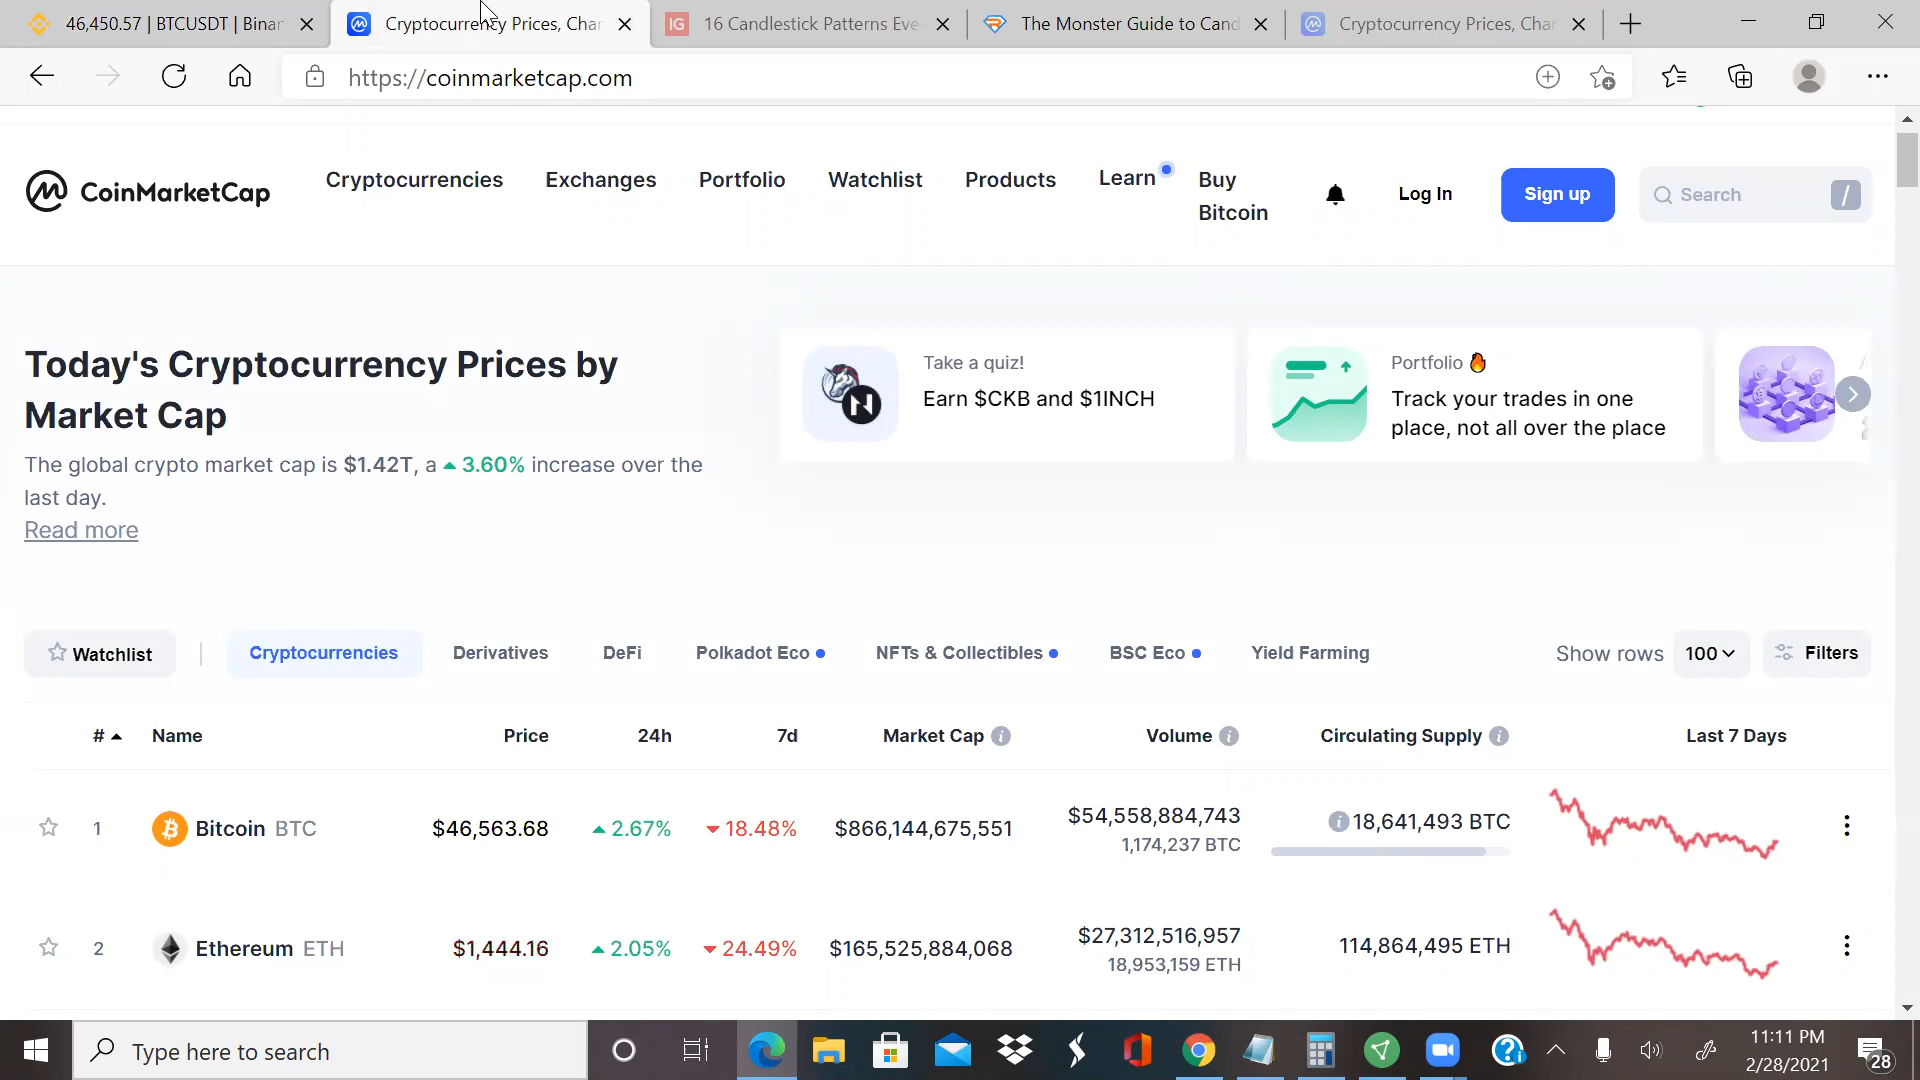 46,450.57 | BTCUSDT | Binan
Cryptocurrency Prices, Char
IG
16 Candlestick Patterns Eve
The Monster Guide to Cand
Cryptocurrency Prices, Char
https://coinmarketcap.com
CoinMarketCap
Cryptocurrencies
Exchanges
Portfolio
Watchlist
Products
Learn
Buy
Bitcoin
Log In
Sign up
Search
/
Today's Cryptocurrency Prices by
Market Cap
The global crypto market cap is $1.42T, a 3.60% increase over the
last day.
Read more
Take a quiz!
Earn $CKB and $1INCH
Portfolio 🔥
Track your trades in one
place, not all over the place
Watchlist
Cryptocurrencies
Derivatives
DeFi
Polkadot Eco
NFTs & Collectibles
BSC Eco
Yield Farming
Show rows
100
Filters
# Name Price 24h 7d Market Cap Volume Circulating Supply Last 7 Days
1 Bitcoin BTC $46,563.68 2.67% 18.48% $866,144,675,551 $54,558,884,743 18,641,493 BTC
1,174,237 BTC
2 Ethereum ETH $1,444.16 2.05% 24.49% $165,525,884,068 $27,312,516,957 114,864,495 ETH
18,953,159 ETH
Type here to search
11:11 PM
2/28/2021
28